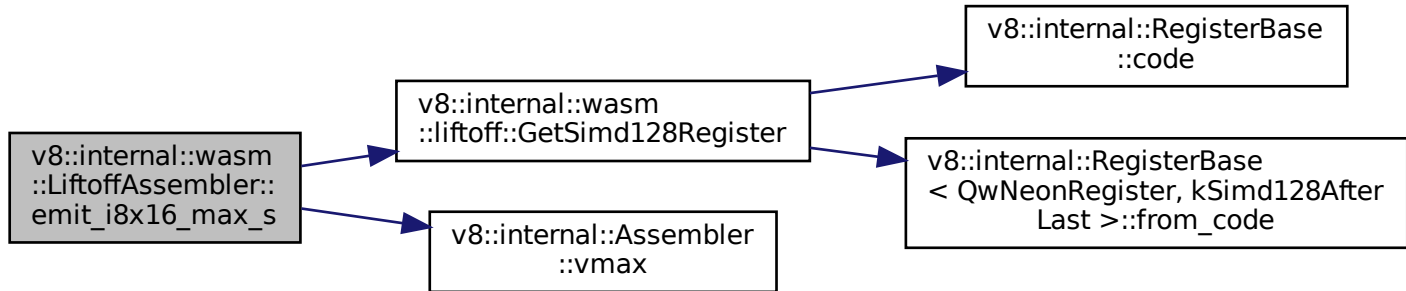 v8::internal::wasm
::LiftoffAssembler::
emit_i8x16_max_s
v8::internal::wasm
::liftoff::GetSimd128Register
v8::internal::Assembler
::vmax
v8::internal::RegisterBase
::code
v8::internal::RegisterBase
< QwNeonRegister, kSimd128After
Last >::from_code